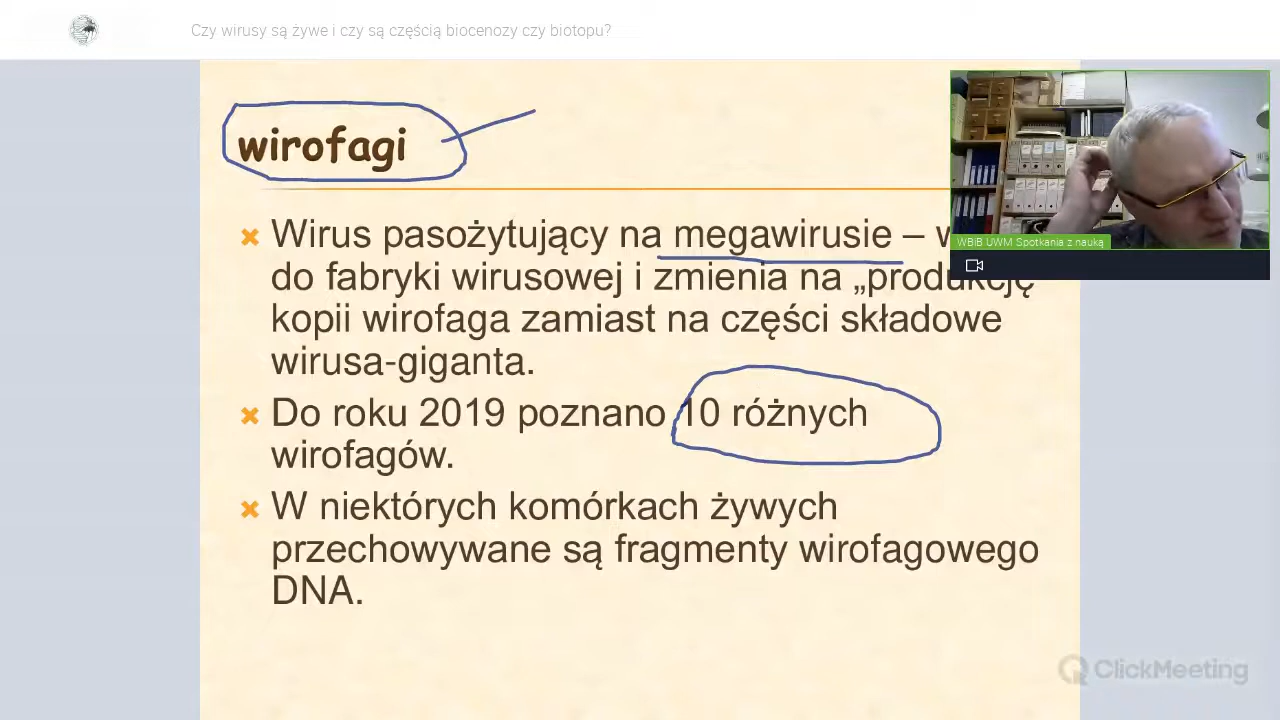 Czy wirusy są żywe i czy są częścią biocenozy czy biotopu?
wirofagi
Wirus pasożytujący na megawirusie –
do fabryki wirusowej i zmienia na „produkcję
kopii wirofaga zamiast na części składowe
wirusa-giganta.
Do roku 2019 poznano 10 różnych
wirofagów.
W niektórych komórkach żywych
przechowywane są fragmenty wirofagowego
DNA.
WBiB UWM Spotkania z nauką
ClickMeeting